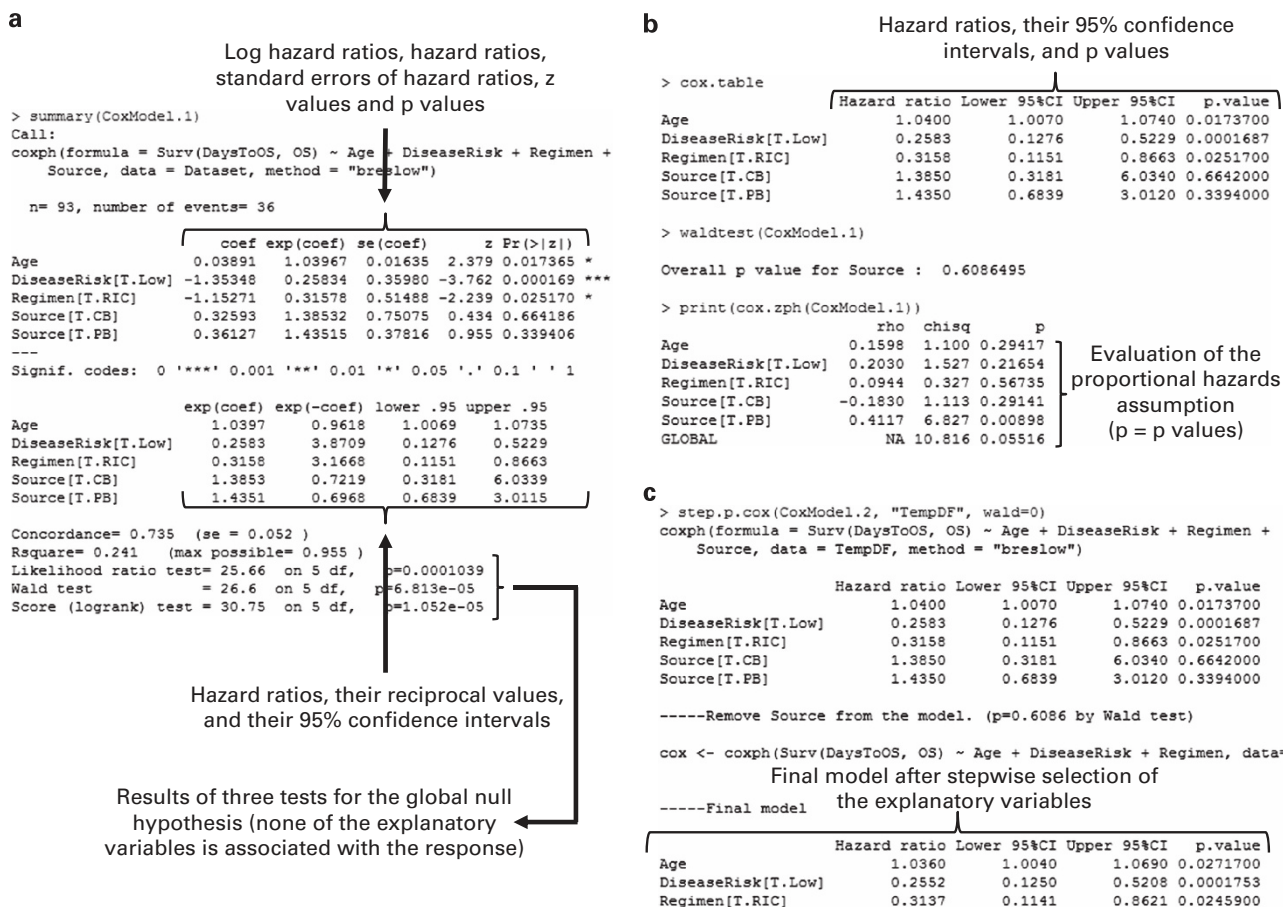 a
Log hazard ratios, hazard ratios,
standard errors of hazard ratios, z
values and p values
> summary(CoxModel.1)
Call:
coxph(formula = Surv(DaysToOS, OS) ~ Age + DiseaseRisk + Regimen +
Source, data = Dataset, method = "breslow")
n= 93, number of events= 36
coef exp(coef) se(coef) z Pr(>|z|)
Age 0.03891 1.03967 0.01635 2.379 0.017365 *
DiseaseRisk[T.Low] -1.35348 0.25834 0.35980 -3.762 0.000169 ***
Regimen[T.RIC] -1.15271 0.31578 0.51488 -2.239 0.025170 *
Source[T.CB] 0.32593 1.38532 0.75075 0.434 0.664186
Source[T.PB] 0.36127 1.43515 0.37816 0.955 0.339406
---
Signif. codes: 0 '***' 0.001 '**' 0.01 '*' 0.05 '.' 0.1 ' ' 1
exp(coef) exp(-coef) lower .95 upper .95
Age 1.0397 0.9618 1.0069 1.0735
DiseaseRisk[T.Low] 0.2583 3.8709 0.1276 0.5229
Regimen[T.RIC] 0.3158 3.1668 0.1151 0.8663
Source[T.CB] 1.3853 0.7219 0.3181 6.0339
Source[T.PB] 1.4351 0.6968 0.6839 3.0115
Concordance= 0.735 (se = 0.052 )
Rsquare= 0.241 (max possible= 0.955 )
Likelihood ratio test= 25.66 on 5 df, p=0.0001039
Wald test = 26.6 on 5 df, p=6.813e-05
Score (logrank) test = 30.75 on 5 df, p=1.052e-05
Hazard ratios, their reciprocal values,
and their 95% confidence intervals
Results of three tests for the global null
hypothesis (none of the explanatory
variables is associated with the response)
b
Hazard ratios, their 95% confidence
intervals, and p values
> cox.table
Hazard ratio Lower 95%CI Upper 95%CI p.value
Age 1.0400 1.0070 1.0740 0.0173700
DiseaseRisk[T.Low] 0.2583 0.1276 0.5229 0.0001687
Regimen[T.RIC] 0.3158 0.1151 0.8663 0.0251700
Source[T.CB] 1.3850 0.3181 6.0340 0.6642000
Source[T.PB] 1.4350 0.6839 3.0120 0.3394000
> waldtest(CoxModel.1)
Overall p value for Source : 0.6086495
> print(cox.zph(CoxModel.1))
rho chisq p
Age 0.1598 1.100 0.29417
DiseaseRisk[T.Low] 0.2030 1.527 0.21654
Regimen[T.RIC] 0.0944 0.327 0.56735
Source[T.CB] -0.1830 1.113 0.29141
Source[T.PB] 0.4117 6.827 0.00898
GLOBAL NA 10.816 0.05516
Evaluation of the
proportional hazards
assumption
(p = p values)
c
> step.p.cox(CoxModel.2, "TempDF", wald=0)
coxph(formula = Surv(DaysToOS, OS) ~ Age + DiseaseRisk + Regimen +
Source, data = TempDF, method = "breslow")
Hazard ratio Lower 95%CI Upper 95%CI p.value
Age 1.0400 1.0070 1.0740 0.0173700
DiseaseRisk[T.Low] 0.2583 0.1276 0.5229 0.0001687
Regimen[T.RIC] 0.3158 0.1151 0.8663 0.0251700
Source[T.CB] 1.3850 0.3181 6.0340 0.6642000
Source[T.PB] 1.4350 0.6839 3.0120 0.3394000
-----Remove Source from the model. (p=0.6086 by Wald test)
cox <- coxph(Surv(DaysToOS, OS) ~ Age + DiseaseRisk + Regimen, data=
Final model after stepwise selection of
the explanatory variables
-----Final model
Hazard ratio Lower 95%CI Upper 95%CI p.value
Age 1.0360 1.0040 1.0690 0.0271700
DiseaseRisk[T.Low] 0.2552 0.1250 0.5208 0.0001753
Regimen[T.RIC] 0.3137 0.1141 0.8621 0.0245900